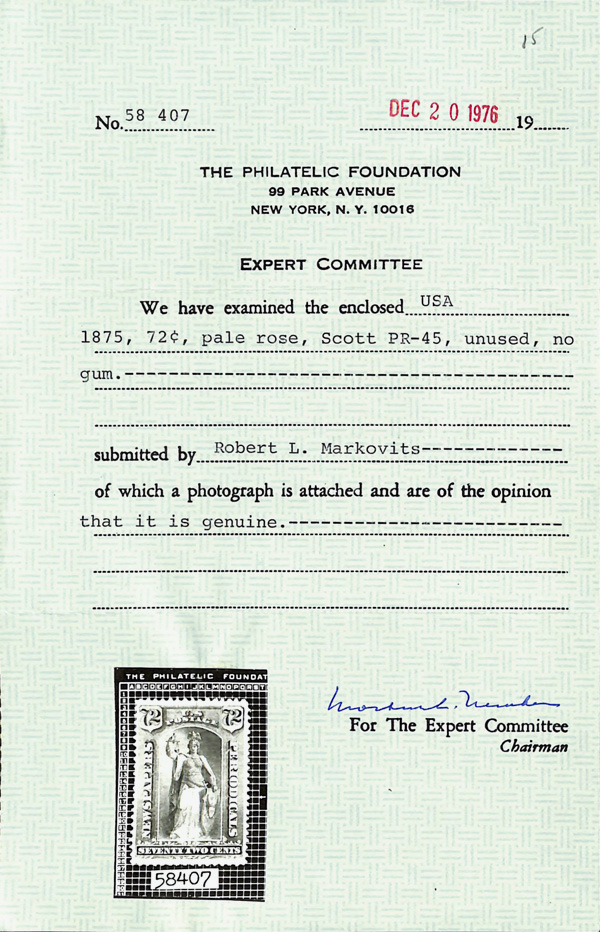 15
No. 58 407
DEC 20 1976 19
THE PHILATELIC FOUNDATION
99 PARK AVENUE
NEW YORK, N. Y. 10016
EXPERT COMMITTEE
We have examined the enclosed USA
1875, 72¢, pale rose, Scott PR-45, unused, no
gum.
submitted by Robert L. Markovits
of which a photograph is attached and are of the opinion
that it is genuine.
For The Expert Committee
Chairman
THE PHILATELIC FOUNDAT
ABCDEFGHIJKLMNOPQRST
72 72
NEWSPAPERS
PERIODICALS
SEVENTY TWO CENTS
58407